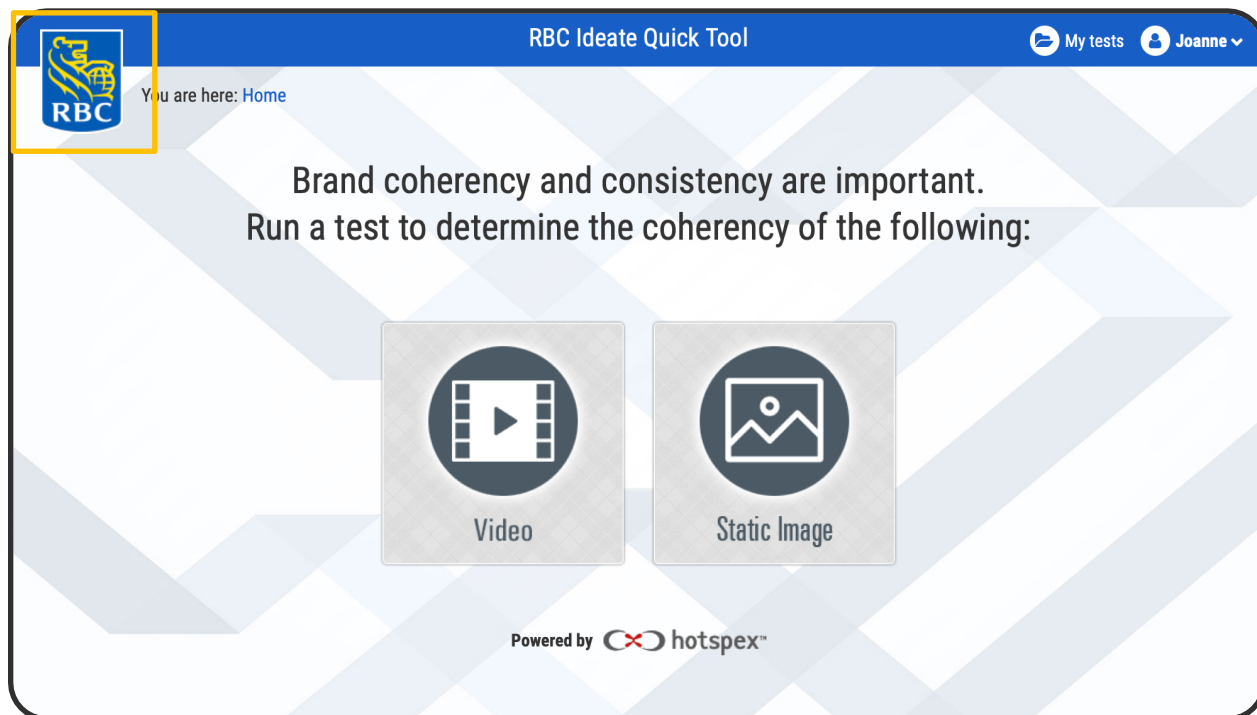 RBC Ideate Quick Tool
My tests
Joanne
RBC
You are here: Home
Brand coherency and consistency are important.
Run a test to determine the coherency of the following:
Video
Static Image
Powered by hotspex™